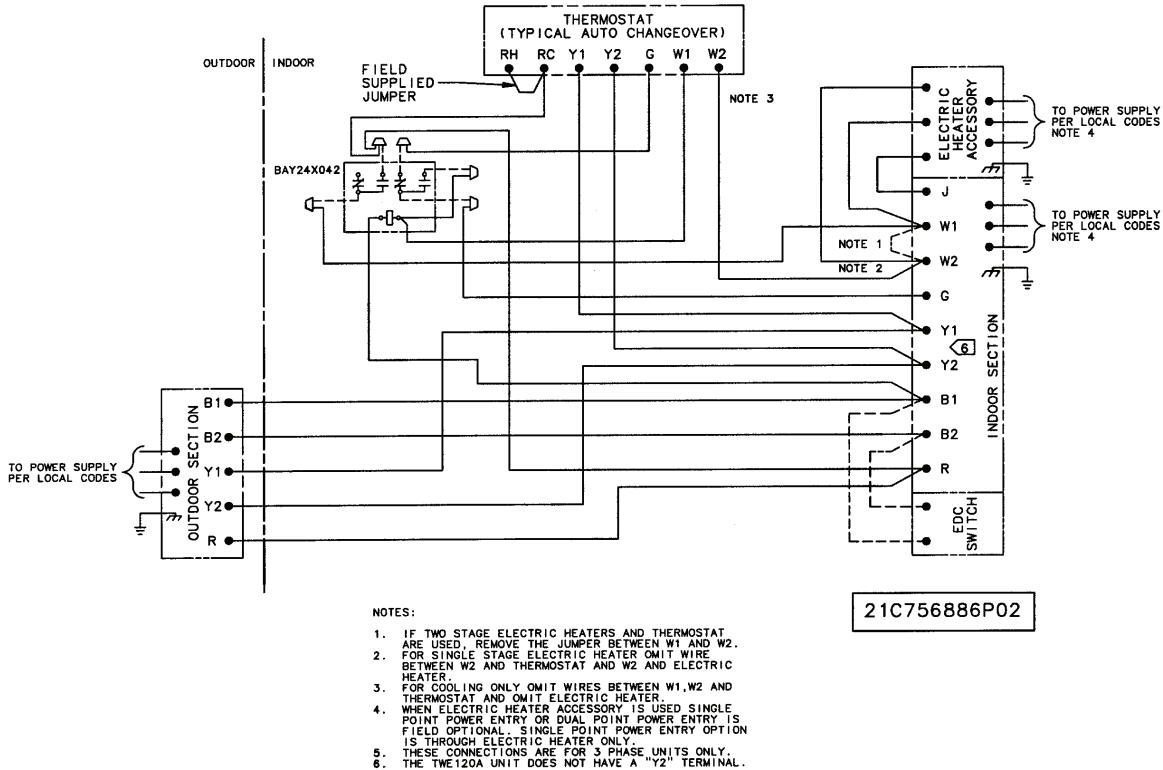 THERMOSTAT
(TYPICAL AUTO CHANGEOVER)
RH RC Y1 Y2 G W1 W2
OUTDOOR INDOOR
FIELD
SUPPLIED
JUMPER
NOTE 3
BAY24X042
ELECTRIC
HEATER
ACCESSORY
TO POWER SUPPLY
PER LOCAL CODES
NOTE 4
J
W1
NOTE 1
W2
NOTE 2
TO POWER SUPPLY
PER LOCAL CODES
NOTE 4
G
Y1
6
Y2
B1
B2
R
INDOOR SECTION
EDC
SWITCH
OUTDOOR SECTION
B1
B2
Y1
Y2
R
TO POWER SUPPLY
PER LOCAL CODES
21C756886P02
NOTES:
1. IF TWO STAGE ELECTRIC HEATERS AND THERMOSTAT
ARE USED, REMOVE THE JUMPER BETWEEN W1 AND W2.
2. FOR SINGLE STAGE ELECTRIC HEATER OMIT WIRE
BETWEEN W2 AND THERMOSTAT AND W2 AND ELECTRIC
HEATER.
3. FOR COOLING ONLY OMIT WIRES BETWEEN W1,W2 AND
THERMOSTAT AND OMIT ELECTRIC HEATER.
4. WHEN ELECTRIC HEATER ACCESSORY IS USED SINGLE
POINT POWER ENTRY OR DUAL POINT POWER ENTRY IS
FIELD OPTIONAL. SINGLE POINT POWER ENTRY OPTION
IS THROUGH ELECTRIC HEATER ONLY.
5. THESE CONNECTIONS ARE FOR 3 PHASE UNITS ONLY.
6. THE TWE120A UNIT DOES NOT HAVE A "Y2" TERMINAL.